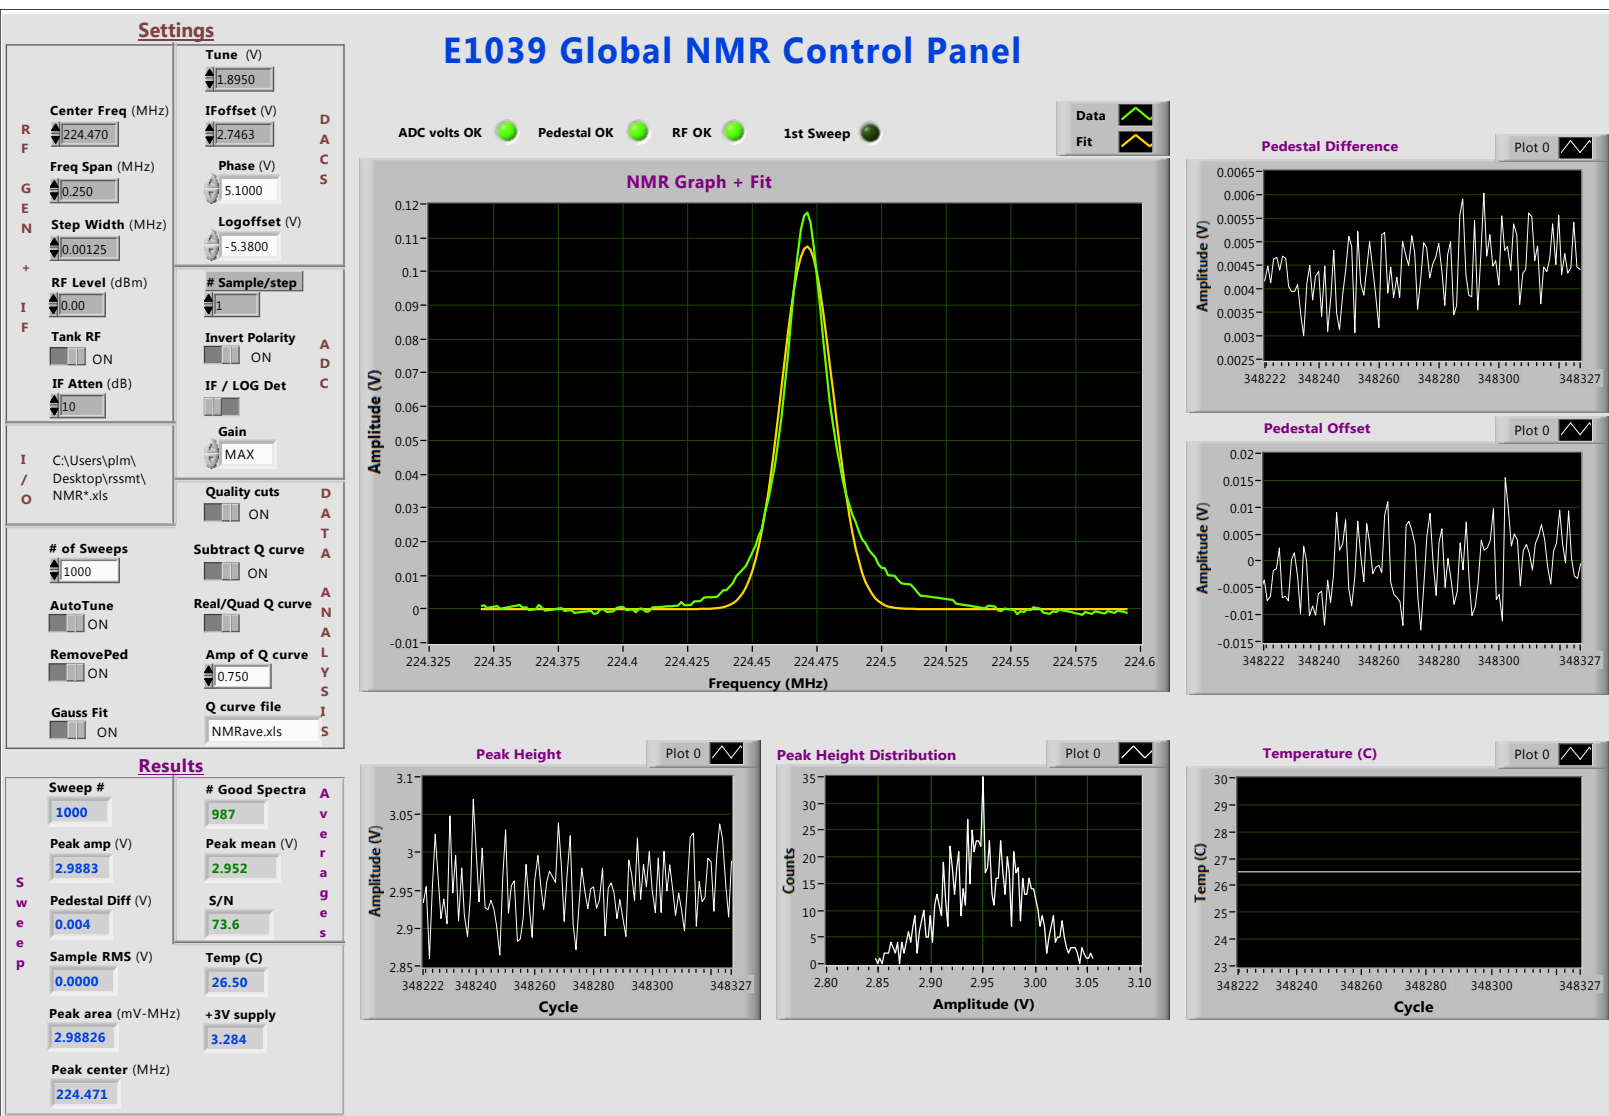 Settings
E1039 Global NMR Control Panel
Tune (V)
1.8950
Center Freq (MHz)
224.470
IFoffset (V)
2.7463
Freq Span (MHz)
0.250
Phase (V)
5.1000
Step Width (MHz)
0.00125
Logoffset (V)
-5.3800
RF Level (dBm)
0.00
# Sample/step
1
Tank RF
ON
Invert Polarity
ON
IF Atten (dB)
10
IF / LOG Det
Gain
MAX
RF GEN + IF
DACS
ADC
I/O
C:\Users\plm\
Desktop\rssmt\
NMR*.xls
Quality cuts
ON
# of Sweeps
1000
Subtract Q curve
ON
AutoTune
ON
Real/Quad Q curve
RemovePed
ON
Amp of Q curve
0.750
Gauss Fit
ON
Q curve file
NMRave.xls
DATA ANALYSIS
Results
Sweep #
1000
# Good Spectra
987
Peak amp (V)
2.9883
Peak mean (V)
2.952
Pedestal Diff (V)
0.004
S/N
73.6
Sample RMS (V)
0.0000
Temp (C)
26.50
Peak area (mV-MHz)
2.98826
+3V supply
3.284
Peak center (MHz)
224.471
Sweep
Averages
ADC volts OK
Pedestal OK
RF OK
1st Sweep
Data
Fit
NMR Graph + Fit
Amplitude (V)
0.12
0.11
0.1
0.09
0.08
0.07
0.06
0.05
0.04
0.03
0.02
0.01
0
-0.01
224.325 224.35 224.375 224.4 224.425 224.45 224.475 224.5 224.525 224.55 224.575 224.6
Frequency (MHz)
Pedestal Difference
Plot 0
Amplitude (V)
0.0065
0.006
0.0055
0.005
0.0045
0.004
0.0035
0.003
0.0025
348222 348240 348260 348280 348300 348327
Pedestal Offset
Plot 0
Amplitude (V)
0.02
0.015
0.01
0.005
0
-0.005
-0.01
-0.015
348222 348240 348260 348280 348300 348327
Peak Height
Plot 0
Amplitude (V)
3.1
3.05
3
2.95
2.9
2.85
348222 348240 348260 348280 348300 348327
Cycle
Peak Height Distribution
Plot 0
Counts
35
30
25
20
15
10
5
0
2.80 2.85 2.90 2.95 3.00 3.05 3.10
Amplitude (V)
Temperature (C)
Plot 0
Temp (C)
30
29
28
27
26
25
24
23
348222 348240 348260 348280 348300 348327
Cycle